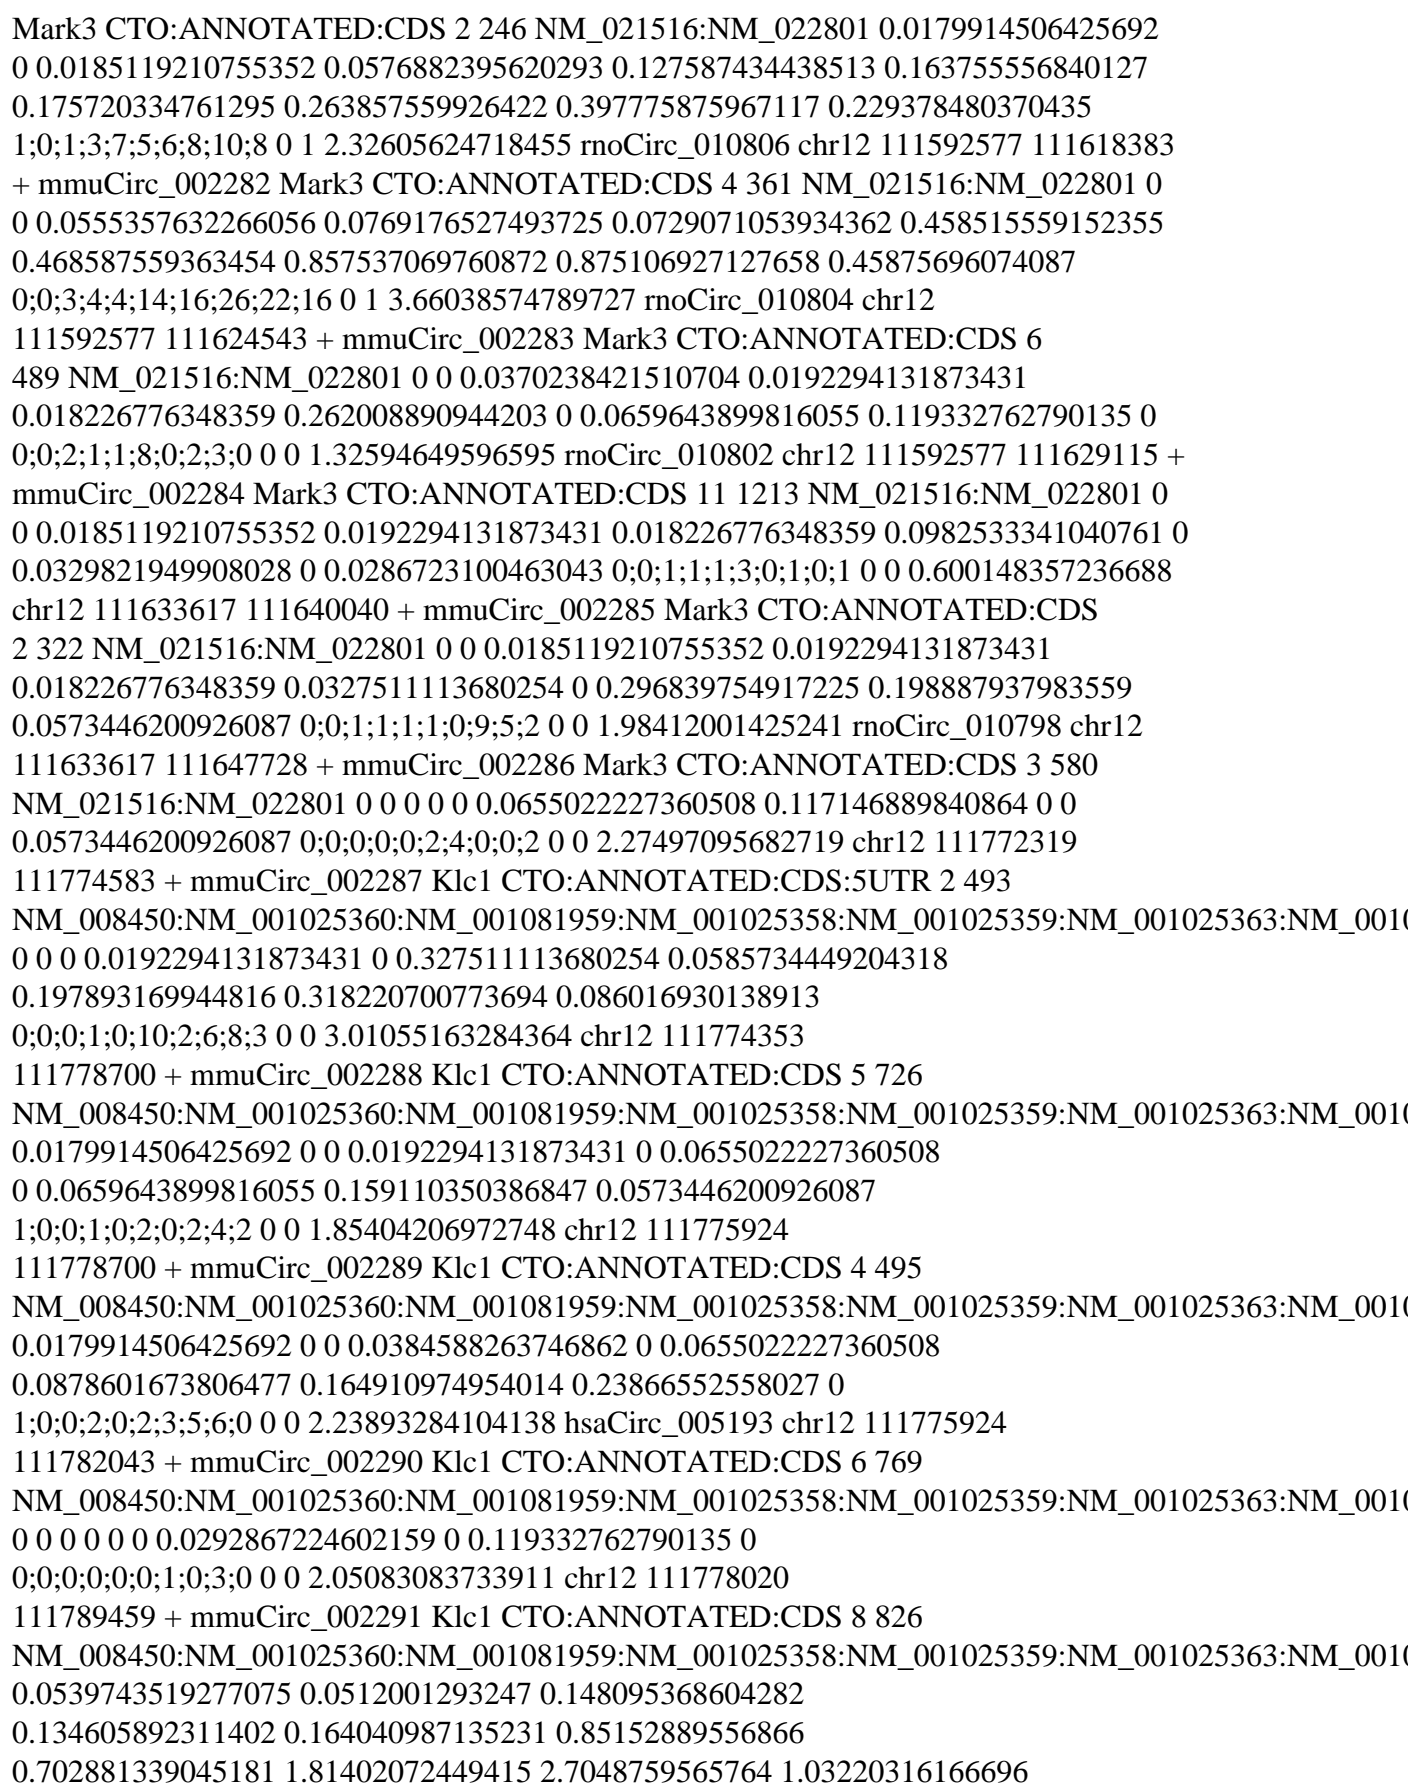 Mark3 CTO:ANNOTATED:CDS 2 246 NM_021516:NM_022801 0.0179914506425692
0 0.0185119210755352 0.0576882395620293 0.127587434438513 0.163755556840127
0.175720334761295 0.263857559926422 0.397775875967117 0.229378480370435
1;0;1;3;7;5;6;8;10;8 0 1 2.32605624718455 rnoCirc_010806 chr12 111592577 111618383
+ mmuCirc_002282 Mark3 CTO:ANNOTATED:CDS 4 361 NM_021516:NM_022801 0
0 0.0555357632266056 0.0769176527493725 0.0729071053934362 0.458515559152355
0.468587559363454 0.857537069760872 0.875106927127658 0.45875696074087
0;0;3;4;4;14;16;26;22;16 0 1 3.66038574789727 rnoCirc_010804 chr12
111592577 111624543 + mmuCirc_002283 Mark3 CTO:ANNOTATED:CDS 6
489 NM_021516:NM_022801 0 0 0.0370238421510704 0.0192294131873431
0.018226776348359 0.262008890944203 0 0.0659643899816055 0.119332762790135 0
0;0;2;1;1;8;0;2;3;0 0 0 1.32594649596595 rnoCirc_010802 chr12 111592577 111629115 +
mmuCirc_002284 Mark3 CTO:ANNOTATED:CDS 11 1213 NM_021516:NM_022801 0
0 0.0185119210755352 0.0192294131873431 0.018226776348359 0.0982533341040761 0
0.0329821949908028 0 0.0286723100463043 0;0;1;1;1;3;0;1;0;1 0 0 0.600148357236688
chr12 111633617 111640040 + mmuCirc_002285 Mark3 CTO:ANNOTATED:CDS
2 322 NM_021516:NM_022801 0 0 0.0185119210755352 0.0192294131873431
0.018226776348359 0.0327511113680254 0 0.296839754917225 0.198887937983559
0.0573446200926087 0;0;1;1;1;1;0;9;5;2 0 0 1.98412001425241 rnoCirc_010798 chr12
111633617 111647728 + mmuCirc_002286 Mark3 CTO:ANNOTATED:CDS 3 580
NM_021516:NM_022801 0 0 0 0 0 0.0655022227360508 0.117146889840864 0 0
0.0573446200926087 0;0;0;0;0;2;4;0;0;2 0 0 2.27497095682719 chr12 111772319
111774583 + mmuCirc_002287 Klc1 CTO:ANNOTATED:CDS:5UTR 2 493
NM_008450:NM_001025360:NM_001081959:NM_001025358:NM_001025359:NM_001025363:NM_0010
0 0 0 0.0192294131873431 0 0.327511113680254 0.0585734449204318
0.197893169944816 0.318220700773694 0.086016930138913
0;0;0;1;0;10;2;6;8;3 0 0 3.01055163284364 chr12 111774353
111778700 + mmuCirc_002288 Klc1 CTO:ANNOTATED:CDS 5 726
NM_008450:NM_001025360:NM_001081959:NM_001025358:NM_001025359:NM_001025363:NM_0010
0.0179914506425692 0 0 0.0192294131873431 0 0.0655022227360508
0 0.0659643899816055 0.159110350386847 0.0573446200926087
1;0;0;1;0;2;0;2;4;2 0 0 1.85404206972748 chr12 111775924
111778700 + mmuCirc_002289 Klc1 CTO:ANNOTATED:CDS 4 495
NM_008450:NM_001025360:NM_001081959:NM_001025358:NM_001025359:NM_001025363:NM_0010
0.0179914506425692 0 0 0.0384588263746862 0 0.0655022227360508
0.0878601673806477 0.164910974954014 0.23866552558027 0
1;0;0;2;0;2;3;5;6;0 0 0 2.23893284104138 hsaCirc_005193 chr12 111775924
111782043 + mmuCirc_002290 Klc1 CTO:ANNOTATED:CDS 6 769
NM_008450:NM_001025360:NM_001081959:NM_001025358:NM_001025359:NM_001025363:NM_0010
0 0 0 0 0 0 0.0292867224602159 0 0.119332762790135 0
0;0;0;0;0;0;1;0;3;0 0 0 2.05083083733911 chr12 111778020
111789459 + mmuCirc_002291 Klc1 CTO:ANNOTATED:CDS 8 826
NM_008450:NM_001025360:NM_001081959:NM_001025358:NM_001025359:NM_001025363:NM_0010
0.0539743519277075 0.0512001293247 0.148095368604282
0.134605892311402 0.164040987135231 0.85152889556866
0.702881339045181 1.81402072449415 2.7048759565764 1.03220316166696